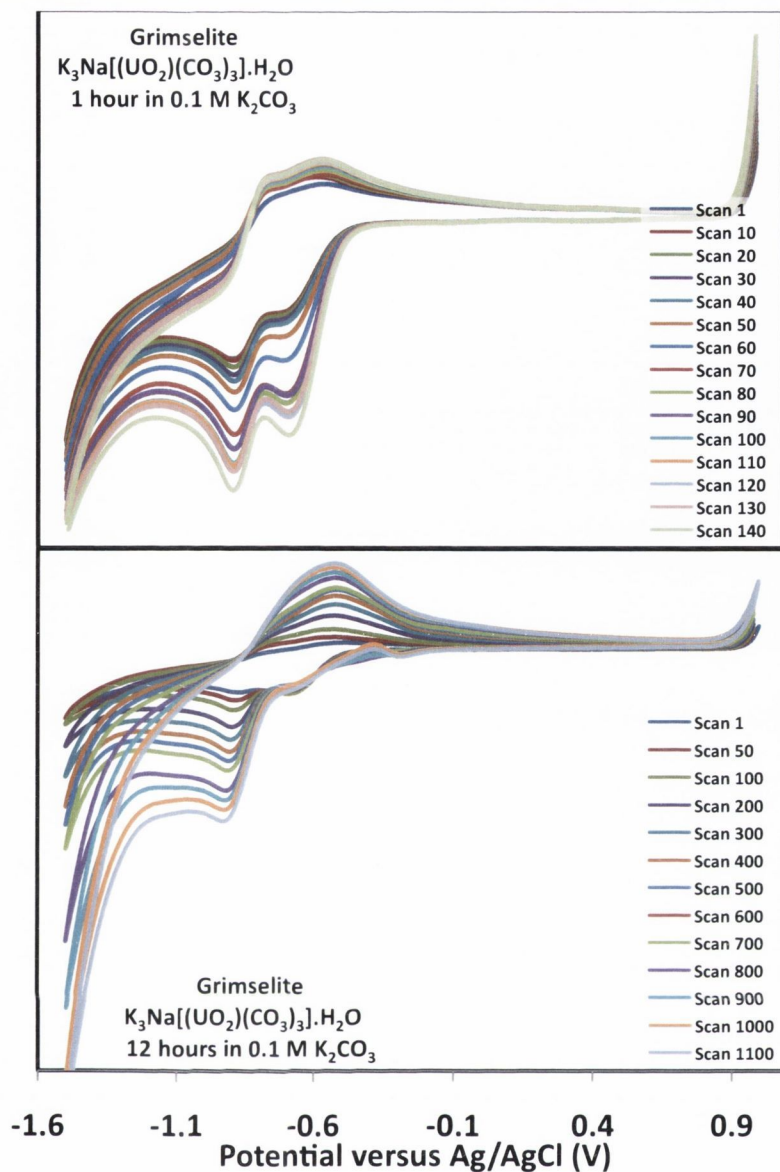 Grimselite
K₃Na[(UO₂)(CO₃)₃].H₂O
1 hour in 0.1 M K₂CO₃
Scan 1
Scan 10
Scan 20
Scan 30
Scan 40
Scan 50
Scan 60
Scan 70
Scan 80
Scan 90
Scan 100
Scan 110
Scan 120
Scan 130
Scan 140
Scan 1
Scan 50
Scan 100
Scan 200
Scan 300
Scan 400
Scan 500
Scan 600
Scan 700
Scan 800
Scan 900
Scan 1000
Scan 1100
Grimselite
K₃Na[(UO₂)(CO₃)₃].H₂O
12 hours in 0.1 M K₂CO₃
-1.6 -1.1 -0.6 -0.1 0.4 0.9
Potential versus Ag/AgCl (V)